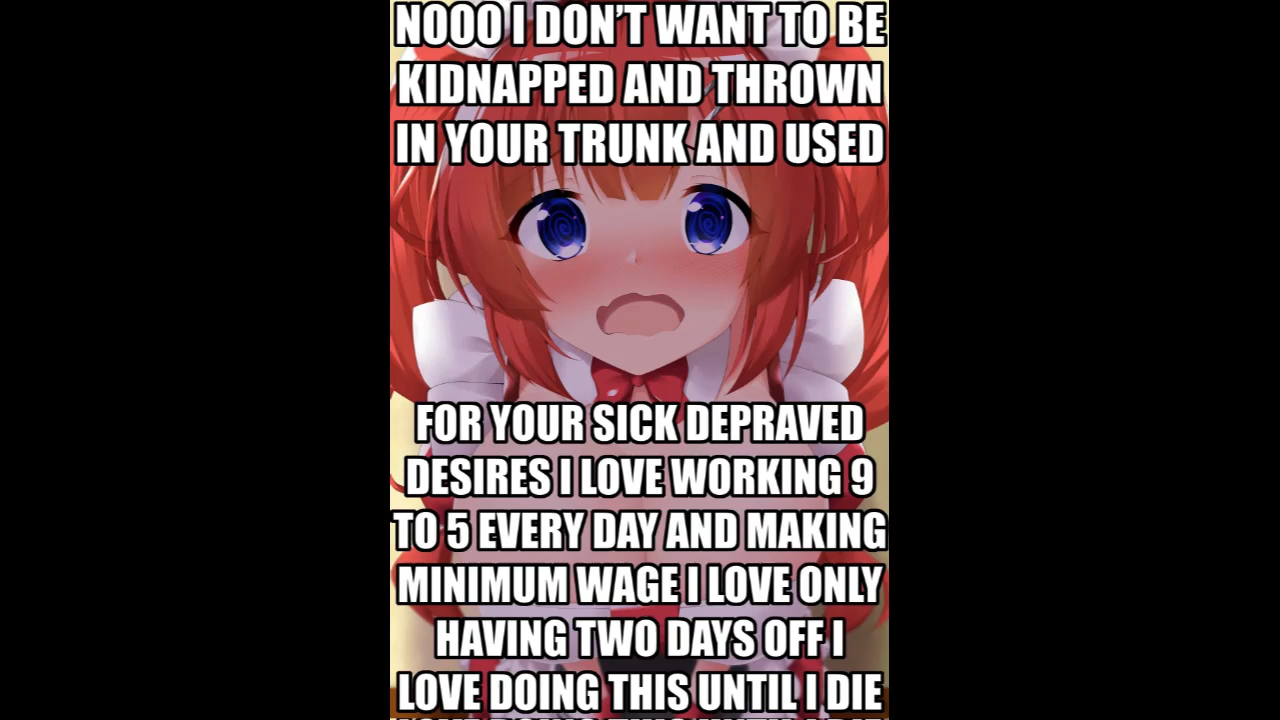 NOOO I DON'T WANT TO BE
KIDNAPPED AND THROWN
IN YOUR TRUNK AND USED
FOR YOUR SICK DEPRAVED
DESIRES I LOVE WORKING 9
TO 5 EVERY DAY AND MAKING
MINIMUM WAGE I LOVE ONLY
HAVING TWO DAYS OFF I
LOVE DOING THIS UNTIL I DIE